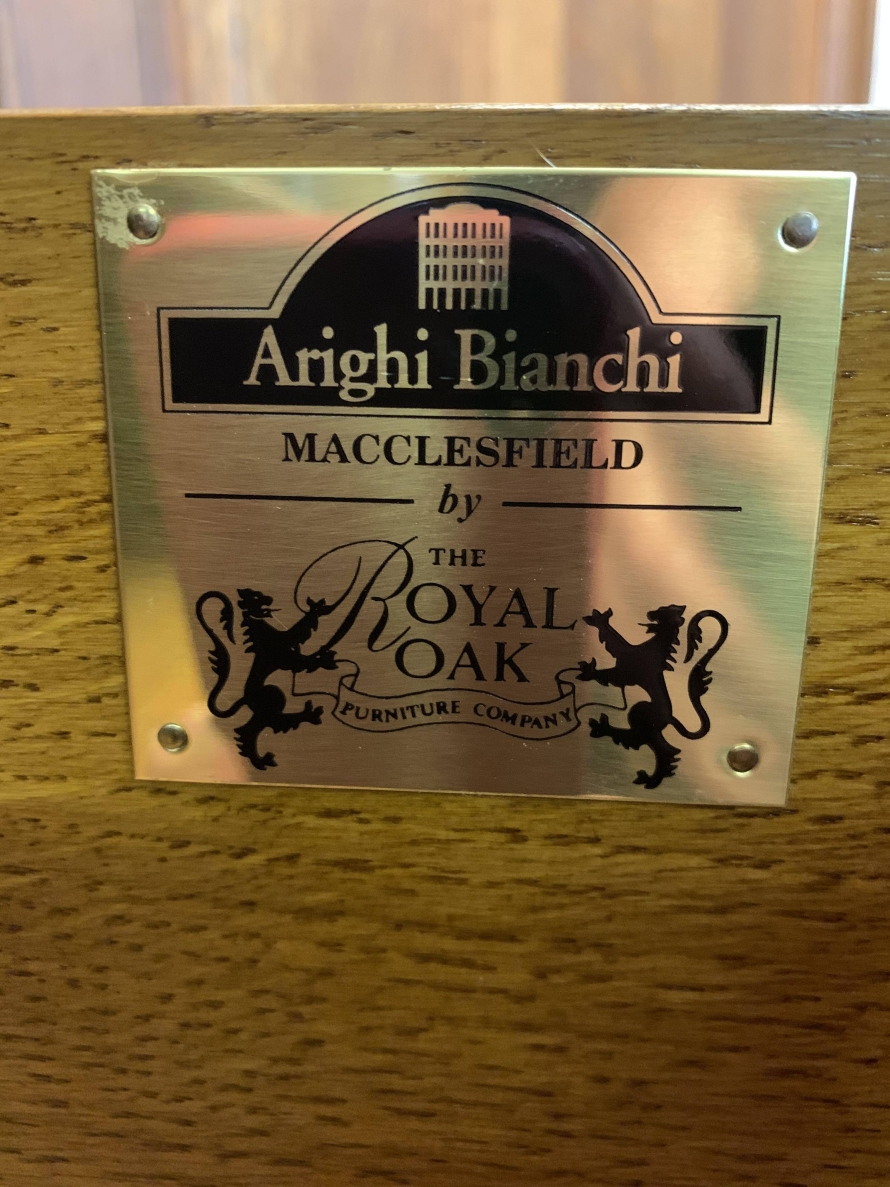 Arighi Bianchi
MACCLESFIELD
by
THE
ROYAL
OAK
FURNITURE COMPANY